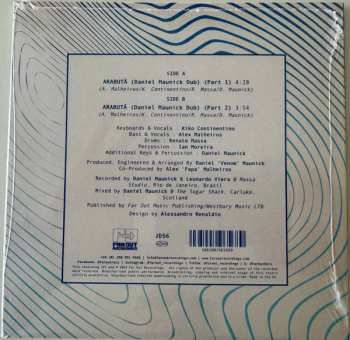 SIDE A
ARABUTÃ (Daniel Maunick Dub) (Part 1) 4:20
(A. Malheiros/K. Continentino/R. Massa/D. Maunick)
SIDE B
ARABUTÃ (Daniel Maunick Dub) (Part 2) 3:54
(A. Malheiros/K. Continentino/R. Massa/D. Maunick)
Keyboards & Vocals - Kiko Continentino
Bass & Vocals - Alex Malheiros
Drums - Renato Massa
Percussion - Ian Moreira
Additional Keys & Percussion - Daniel Maunick
Produced, Engineered & Arranged By Daniel 'Venom' Maunick
Co-Produced by Alex 'Papa' Malheiros
Recorded by Daniel Maunick & Leonardo Viera @ Massa
Studio, Rio de Janeiro, Brazil
Mixed by Daniel Maunick @ The Sugar Shack, Carluke,
Scotland
Published by Far Out Music Publishing/Westbury Music LTD
Design by Alessandro Renaldin
JD56